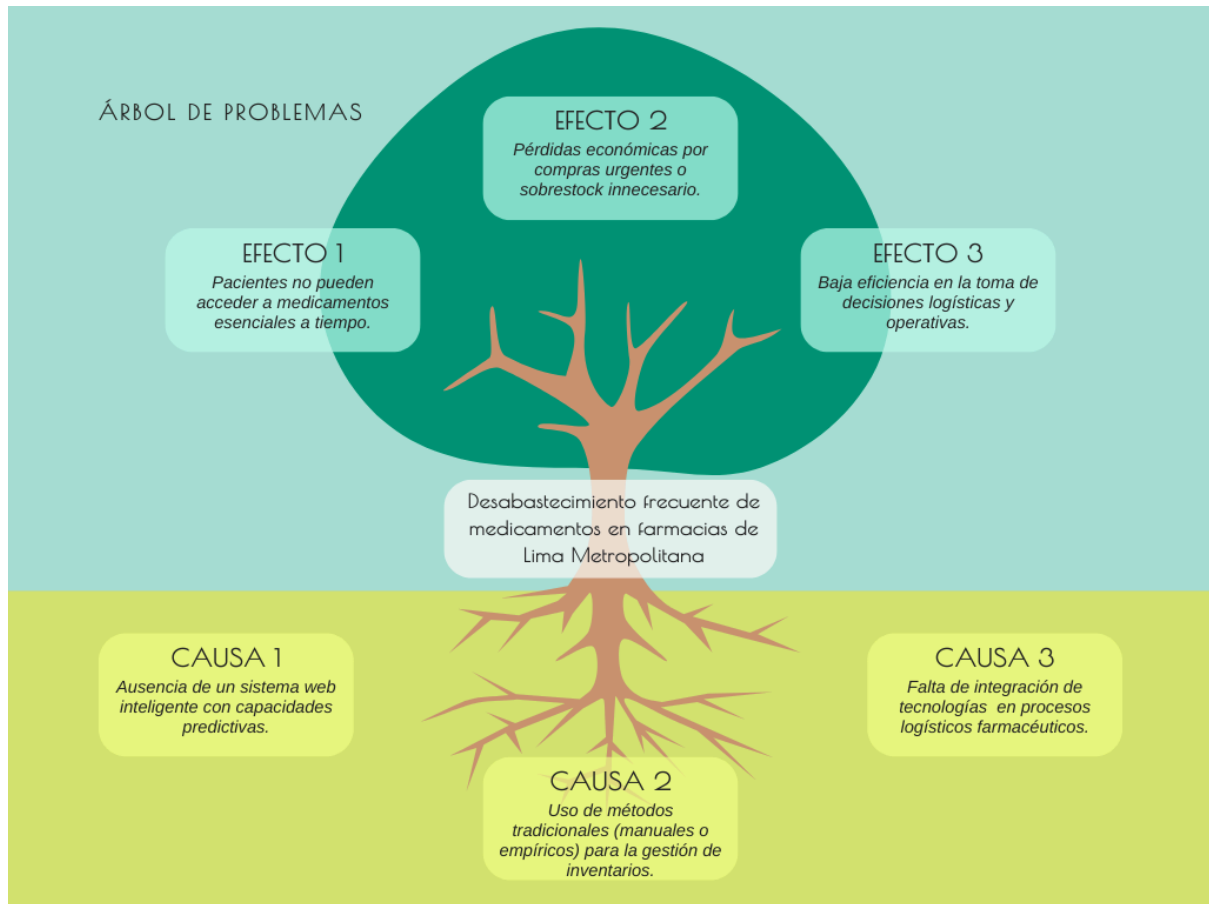 ÁRBOL DE PROBLEMAS
EFECTO 2
Pérdidas económicas por
compras urgentes o
sobrestock innecesario.
EFECTO 1
Pacientes no pueden
acceder a medicamentos
esenciales a tiempo.
EFECTO 3
Baja eficiencia en la toma de
decisiones logísticas y
operativas.
Desabastecimiento frecuente de
medicamentos en farmacias de
Lima Metropolitana
CAUSA 1
Ausencia de un sistema web
inteligente con capacidades
predictivas.
CAUSA 3
Falta de integración de
tecnologías en procesos
logísticos farmacéuticos.
CAUSA 2
Uso de métodos
tradicionales (manuales o
empíricos) para la gestión de
inventarios.